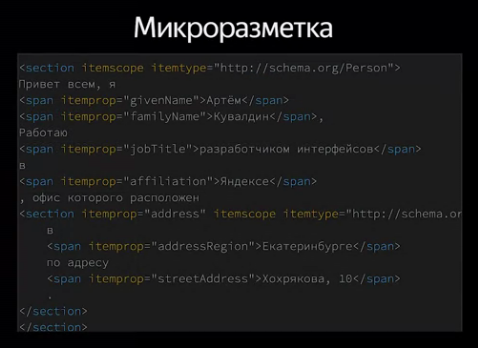 Микроразметка
<section itemscope itemtype="http://schema.org/Person">
Привет всем, я
<span itemprop="givenName">Артём</span>
<span itemprop="familyName">Кувалдин</span>,
Работаю
<span itemprop="jobTitle">разработчиком интерфейсов</span>
в
<span itemprop="affiliation">Яндексе</span>
, офис которого расположен
<section itemprop="address" itemscope itemtype="http://schema.or
в
<span itemprop="addressRegion">Екатеринбурге</span>
по адресу
<span itemprop="streetAddress">Хохрякова, 10</span>
.
</section>
</section>